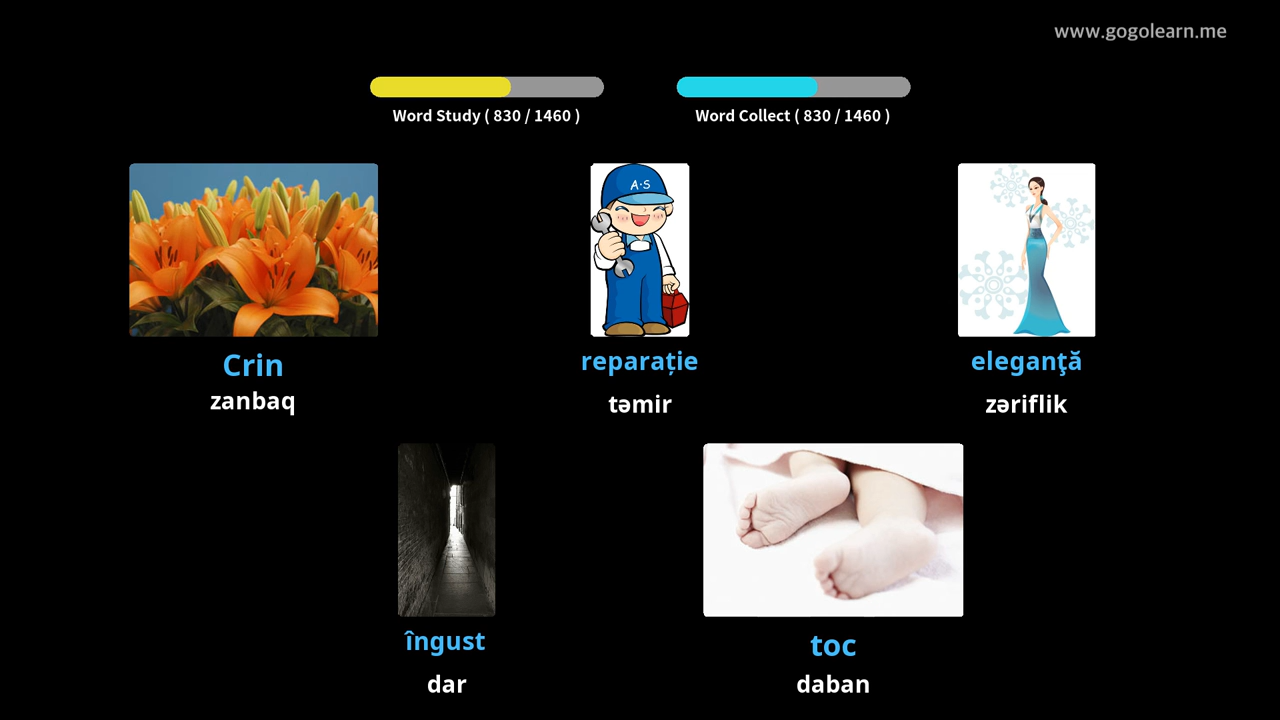 www.gogolearn.me
Word Study ( 830 / 1460 )
Word Collect ( 830 / 1460 )
A·S
Crin
zanbaq
reparație
təmir
eleganţă
zəriflik
îngust
dar
toc
daban